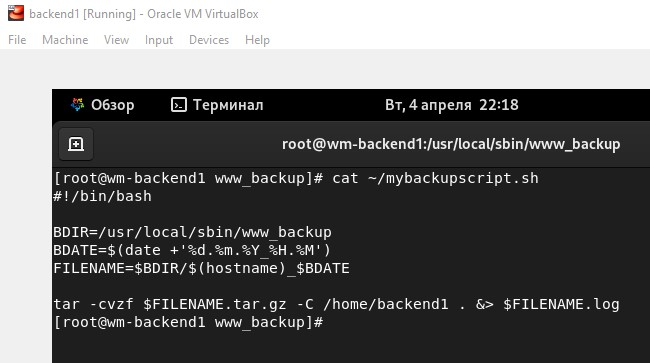 backend1 [Running] - Oracle VM VirtualBox
File Machine View Input Devices Help
Обзор Терминал Вт, 4 апреля 22:18
root@wm-backend1:/usr/local/sbin/www_backup
[root@wm-backend1 www_backup]# cat ~/mybackupscript.sh
#!/bin/bash
BDIR=/usr/local/sbin/www_backup
BDATE=$(date +'%d.%m.%Y_%H.%M')
FILENAME=$BDIR/$(hostname)_$BDATE
tar -cvzf $FILENAME.tar.gz -C /home/backend1 . &> $FILENAME.log
[root@wm-backend1 www_backup]#